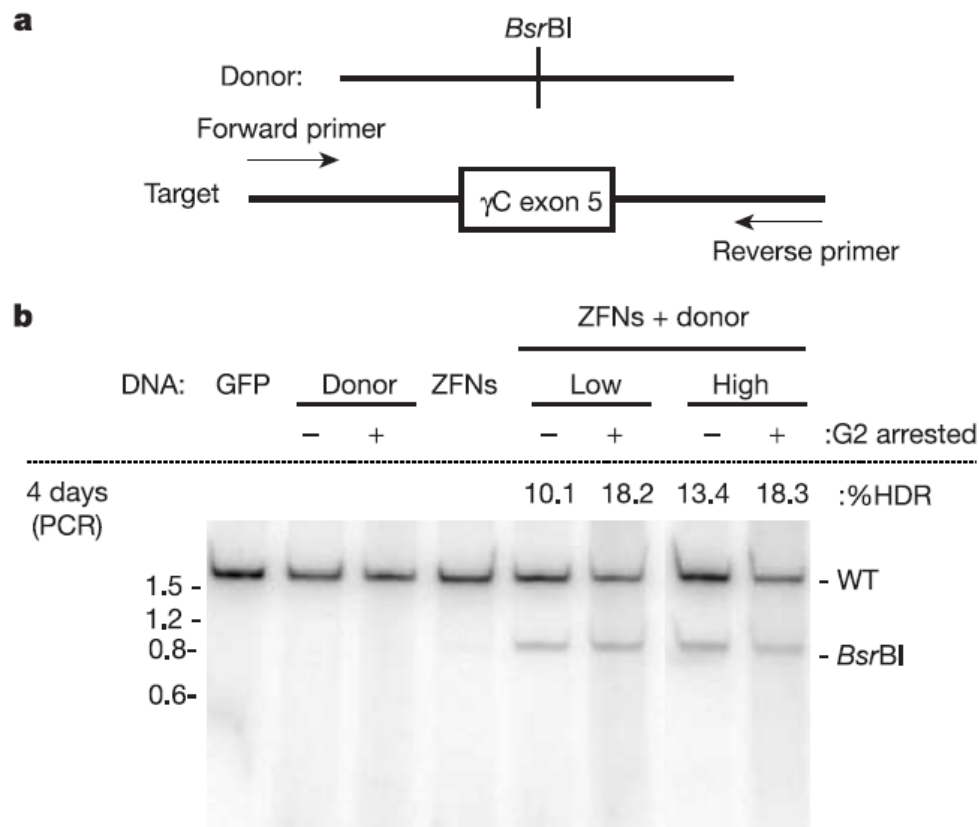 a
BsrBI
Donor:
Forward primer
Target
γC exon 5
Reverse primer
b
ZFNs + donor
DNA: GFP Donor ZFNs Low High
– + – + – + :G2 arrested
4 days 10.1 18.2 13.4 18.3 :%HDR
(PCR)
1.5 - - WT
1.2 -
0.8- - BsrBI
0.6-